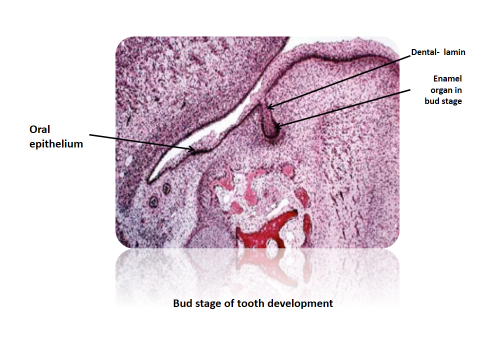 Dental- lamin
Enamel
organ in
bud stage
Oral
epithelium
Bud stage of tooth development